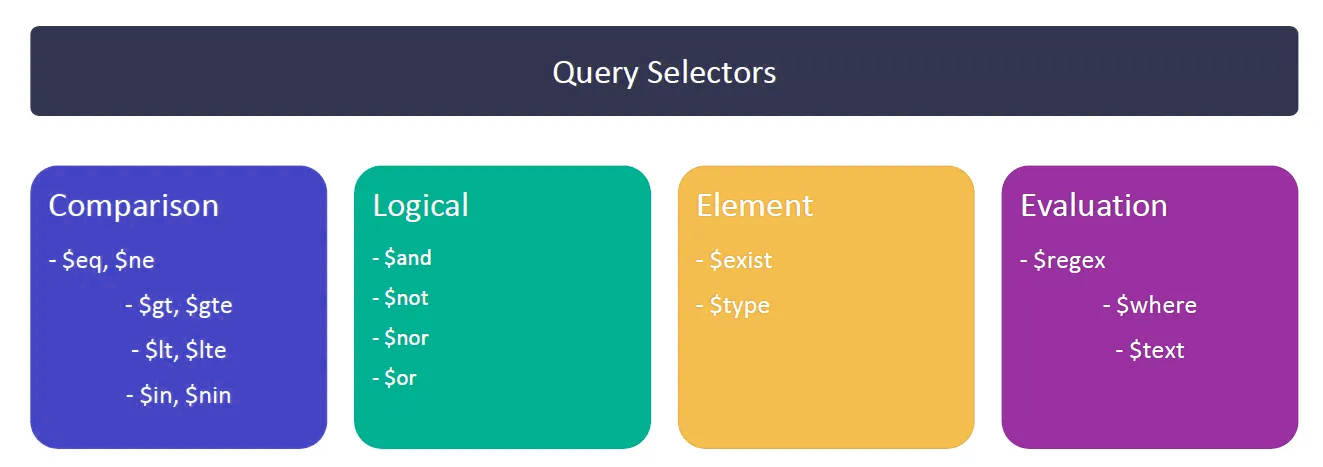 Query Selectors
Comparison
- $eq, $ne
- $gt, $gte
- $lt, $lte
- $in, $nin
Logical
- $and
- $not
- $nor
- $or
Element
- $exist
- $type
Evaluation
- $regex
- $where
- $text